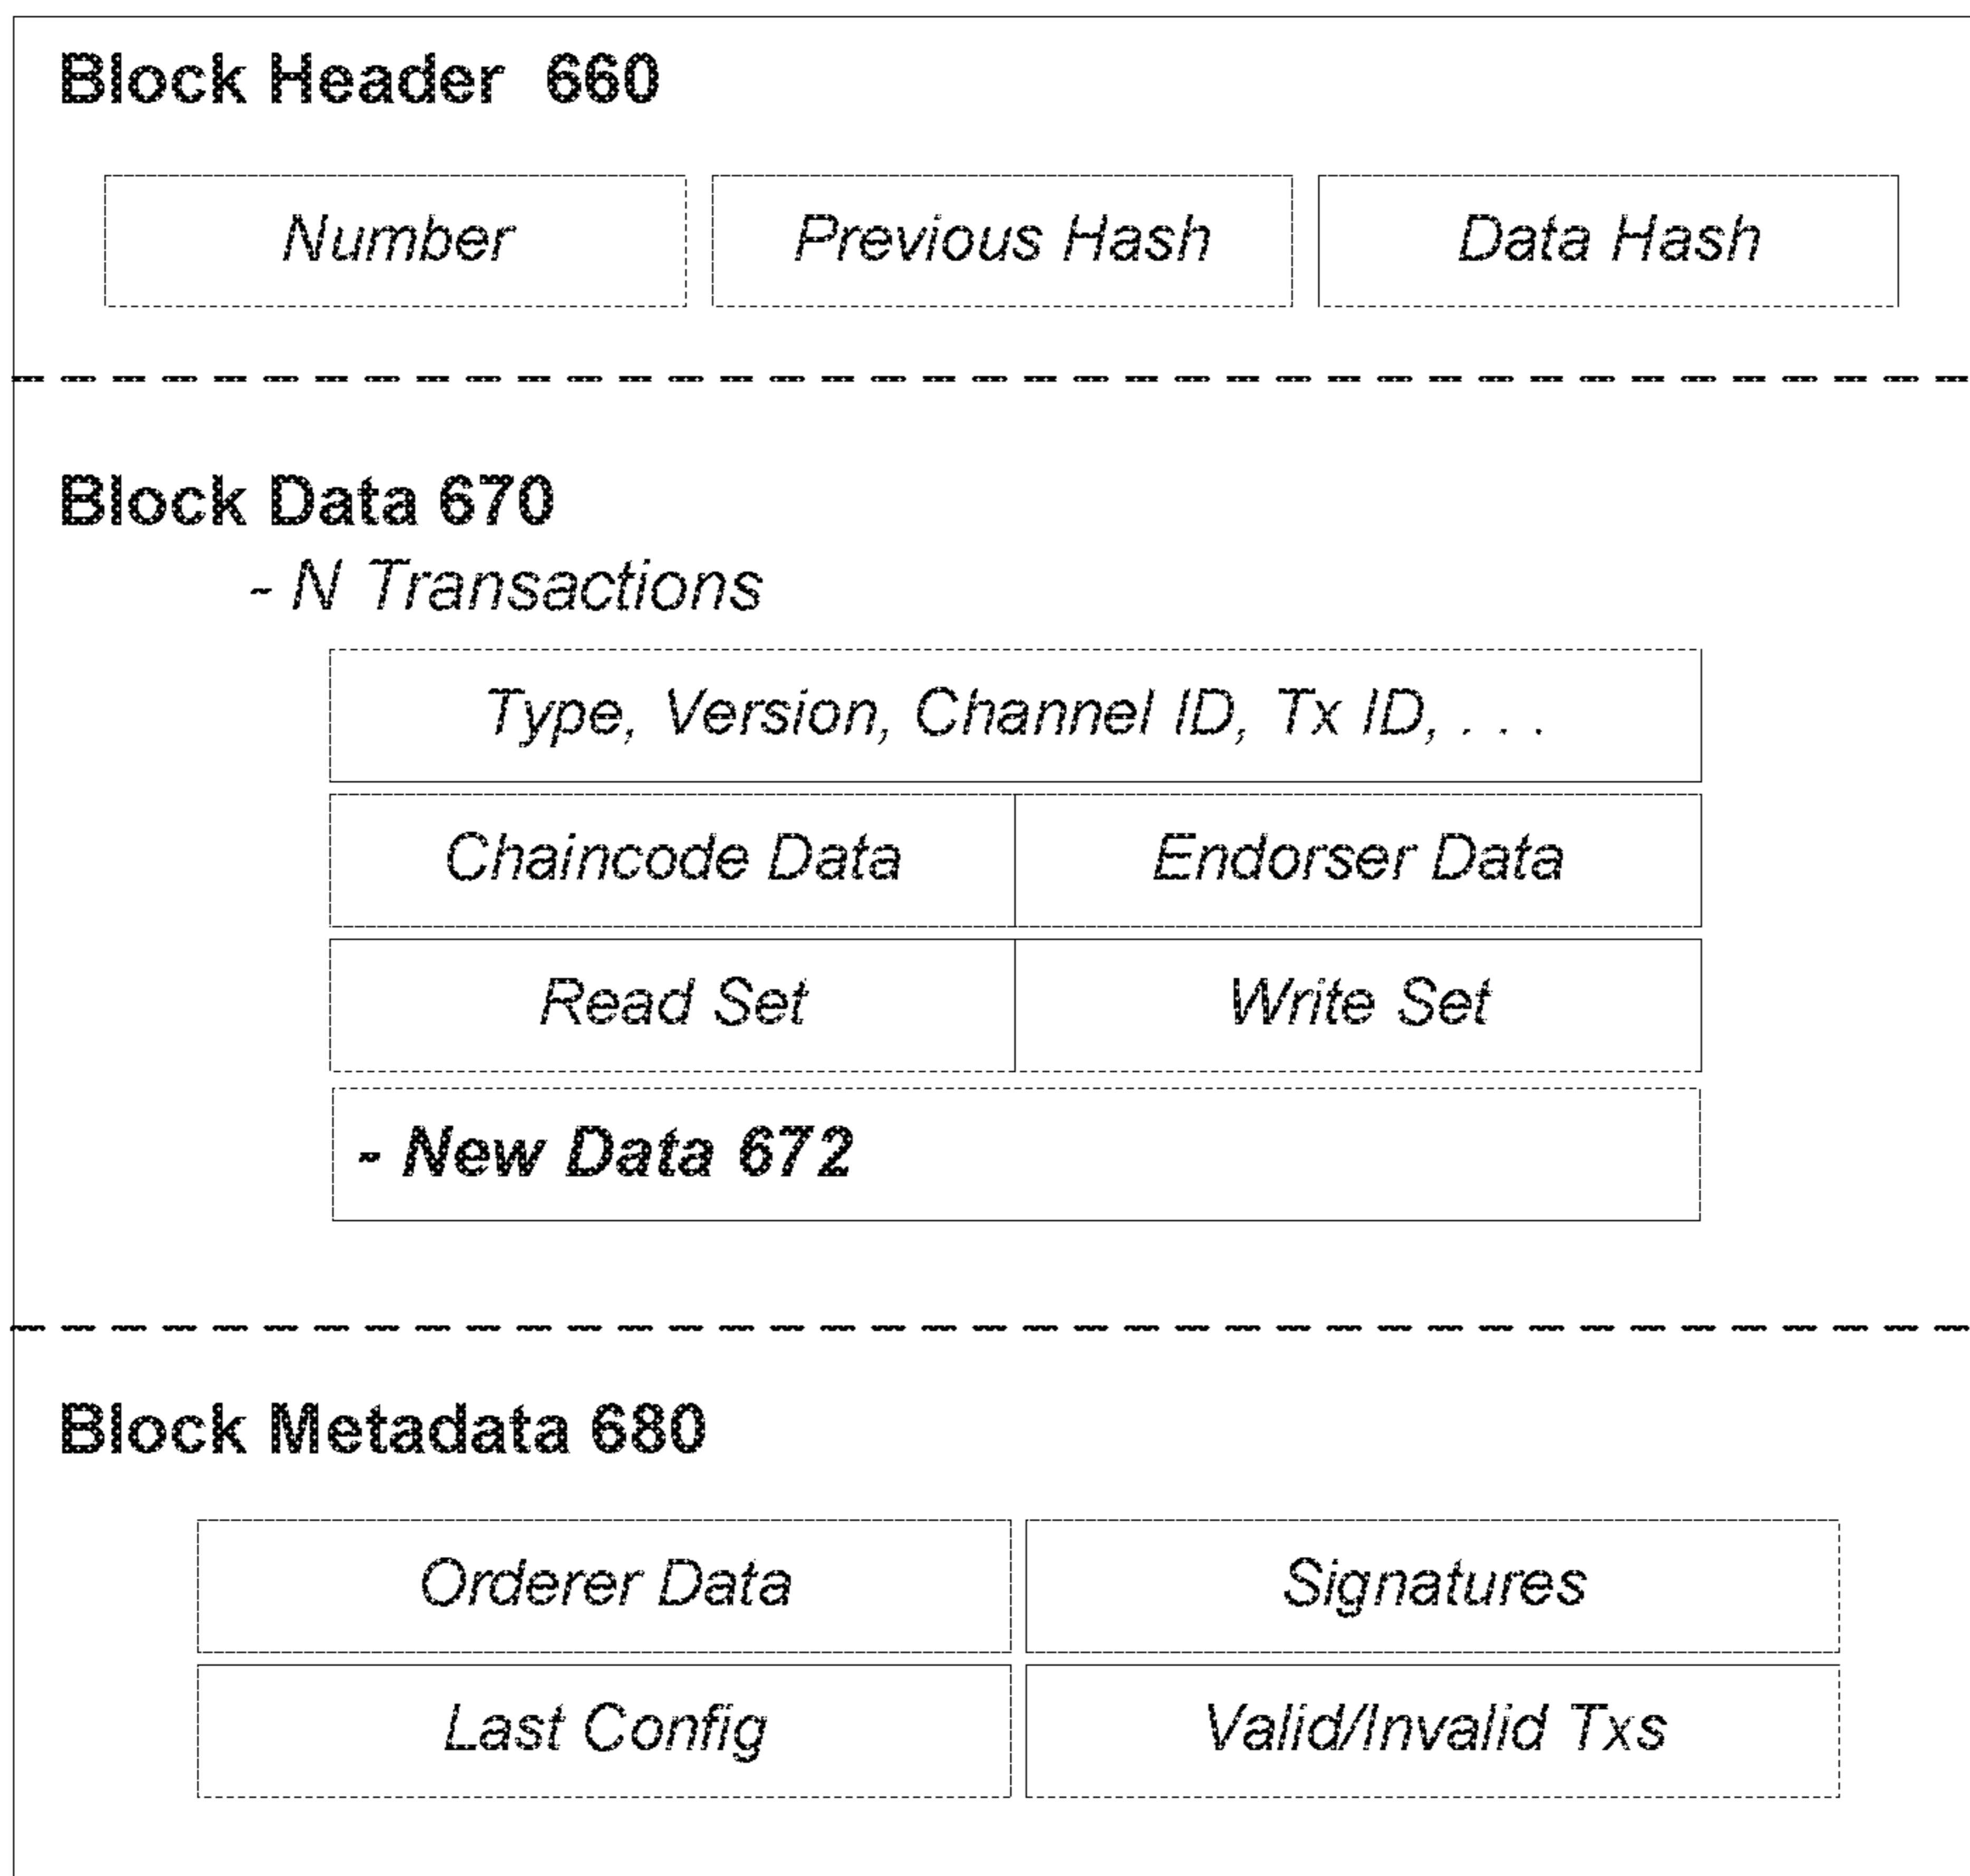 Block Header 660
Number Previous Hash Data Hash
Block Data 670
- N Transactions
Type, Version, Channel ID, Tx ID, . . .
Chaincode Data Endorser Data
Read Set Write Set
- New Data 672
Block Metadata 680
Orderer Data Signatures
Last Config Valid/Invalid Txs